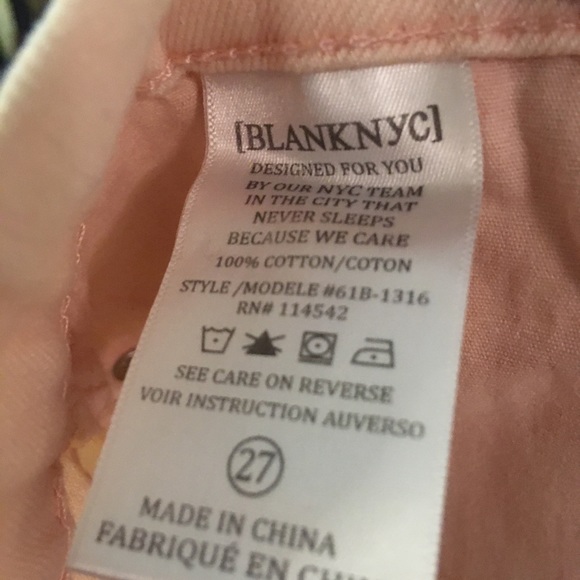 [BLANKNYC]
DESIGNED FOR YOU
BY OUR NYC TEAM
IN THE CITY THAT
NEVER SLEEPS
BECAUSE WE CARE
100% COTTON/COTON
STYLE /MODELE #61B-1316
RN# 114542
SEE CARE ON REVERSE
VOIR INSTRUCTION AUVERSO
27
MADE IN CHINA
FABRIQUÉ EN